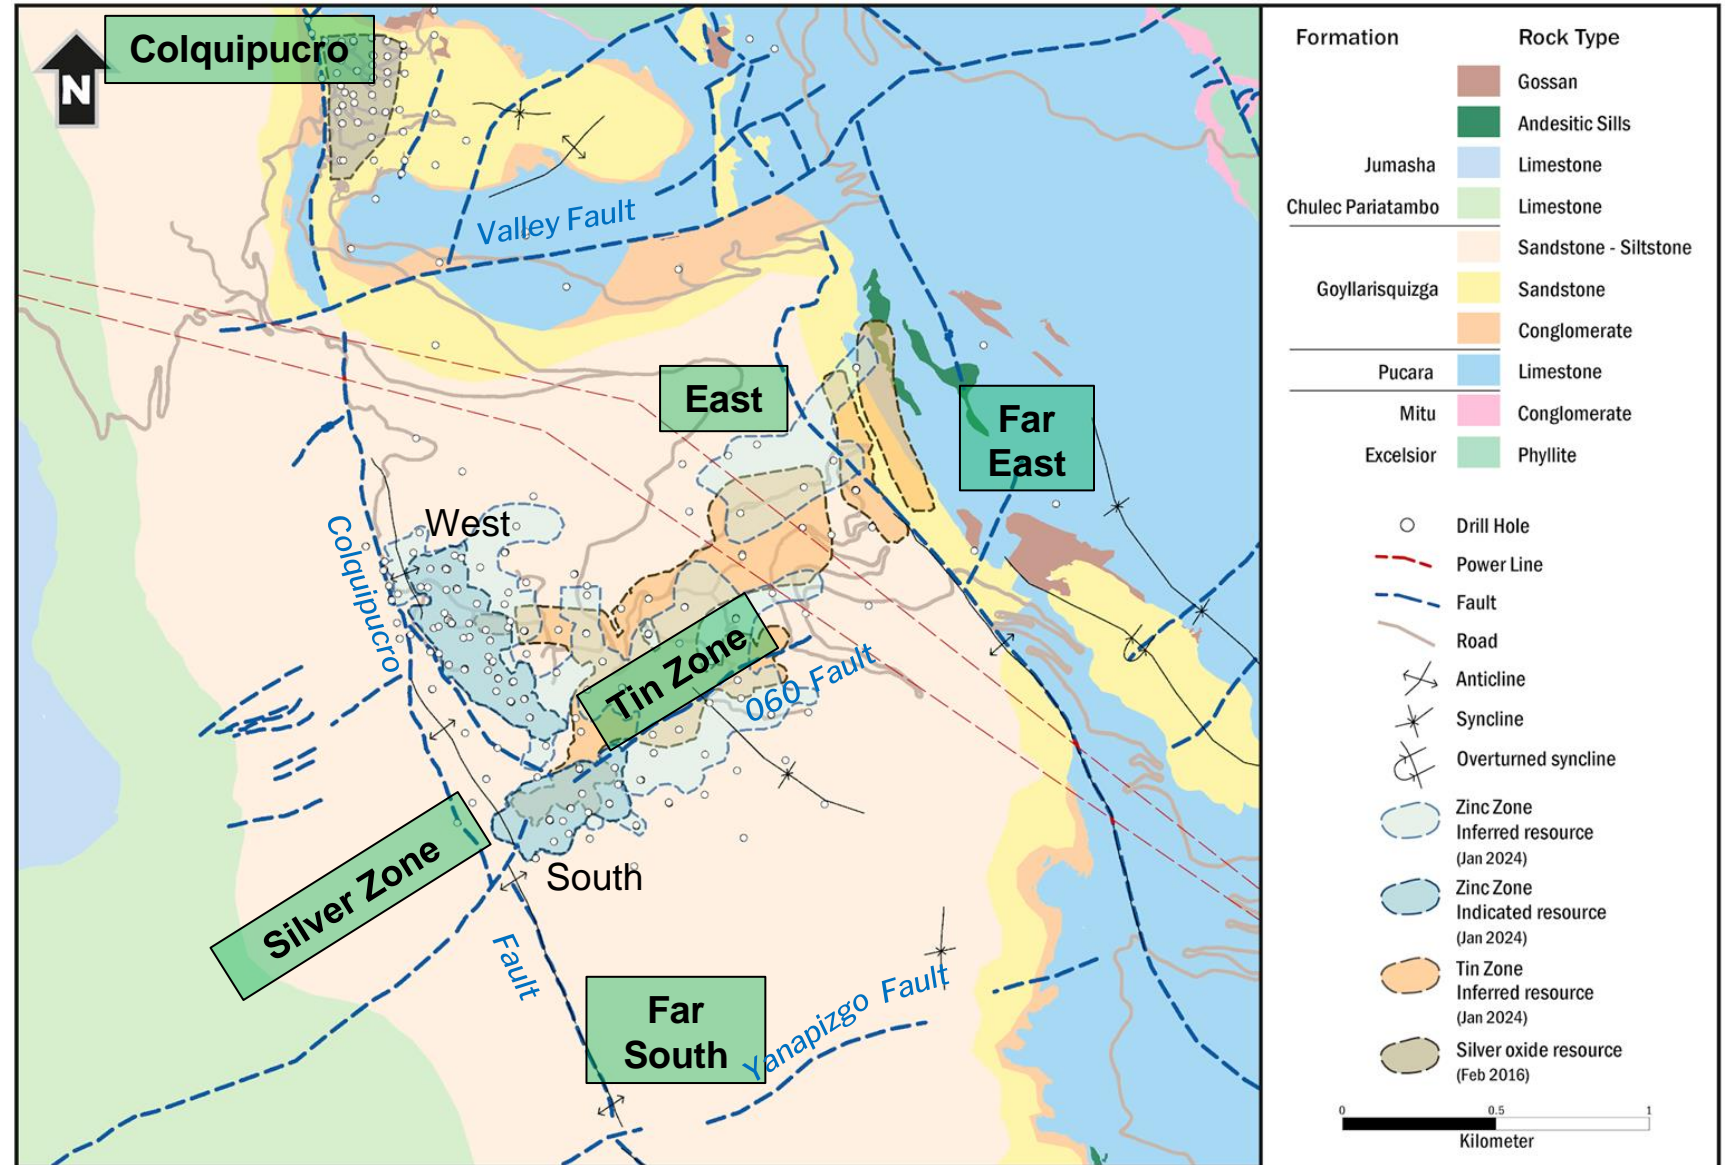 Colquipucro
N
Valley Fault
East
Far
East
West
Colquipucro
Tin Zone
060 Fault
Silver Zone
South
Fault
Far
South
Yanapizgo Fault
Formation Rock Type
Gossan
Andesitic Sills
Jumasha Limestone
Chulec Pariatambo Limestone
Sandstone - Siltstone
Goyllarisquizga Sandstone
Conglomerate
Pucara Limestone
Mitu Conglomerate
Excelsior Phyllite
Drill Hole
Power Line
Fault
Road
Anticline
Syncline
Overturned syncline
Zinc Zone
Inferred resource
(Jan 2024)
Zinc Zone
Indicated resource
(Jan 2024)
Tin Zone
Inferred resource
(Jan 2024)
Silver oxide resource
(Feb 2016)
0 0.5 1
Kilometer